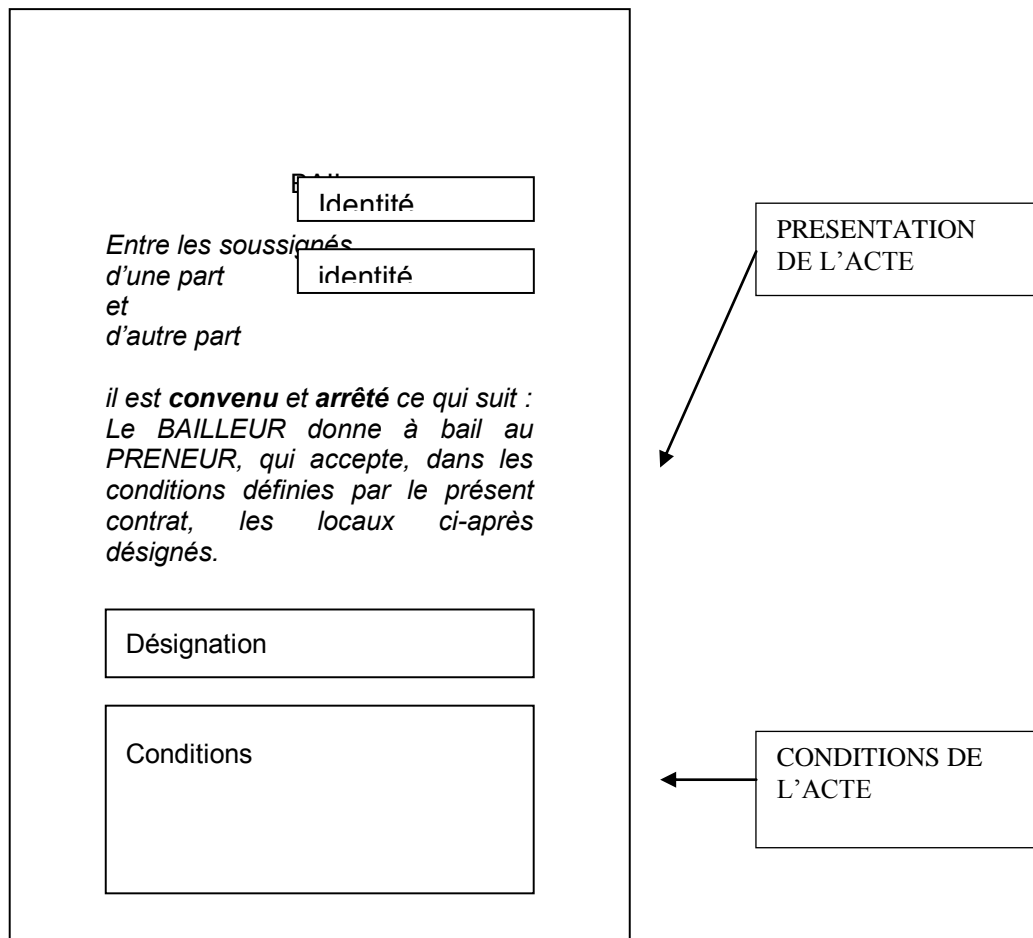 Identité
Entre les soussignés
d'une part
identité
et
d'autre part
il est convenu et arrêté ce qui suit :
Le BAILLEUR donne à bail au
PRENEUR, qui accepte, dans les
conditions définies par le présent
contrat, les locaux ci-après
désignés.
Désignation
Conditions
PRESENTATION
DE L'ACTE
CONDITIONS DE
L'ACTE